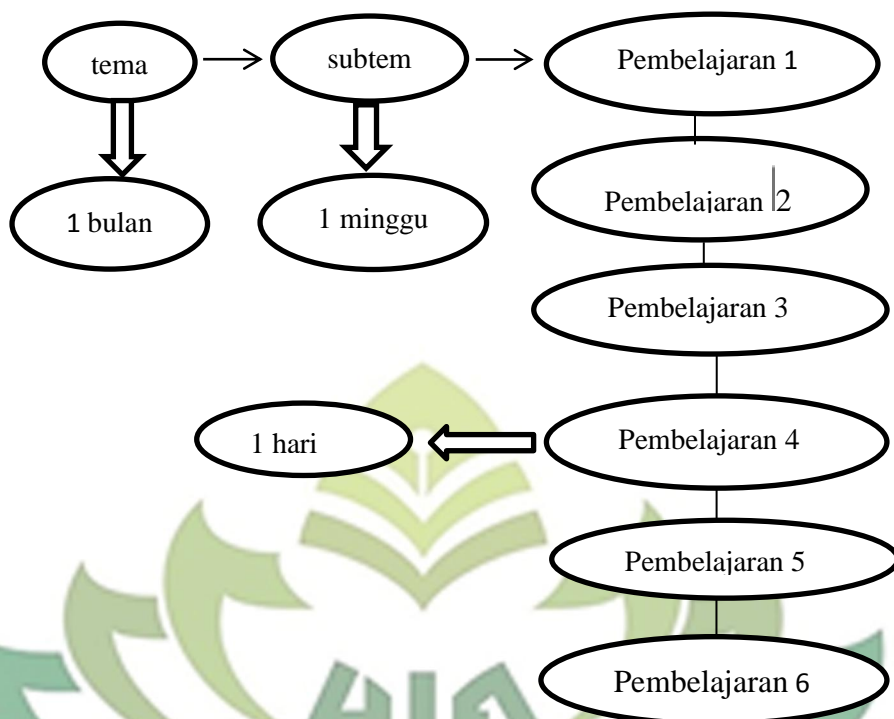 tema
subtem
Pembelajaran 1
1 bulan
1 minggu
Pembelajaran 2
Pembelajaran 3
1 hari
Pembelajaran 4
Pembelajaran 5
Pembelajaran 6